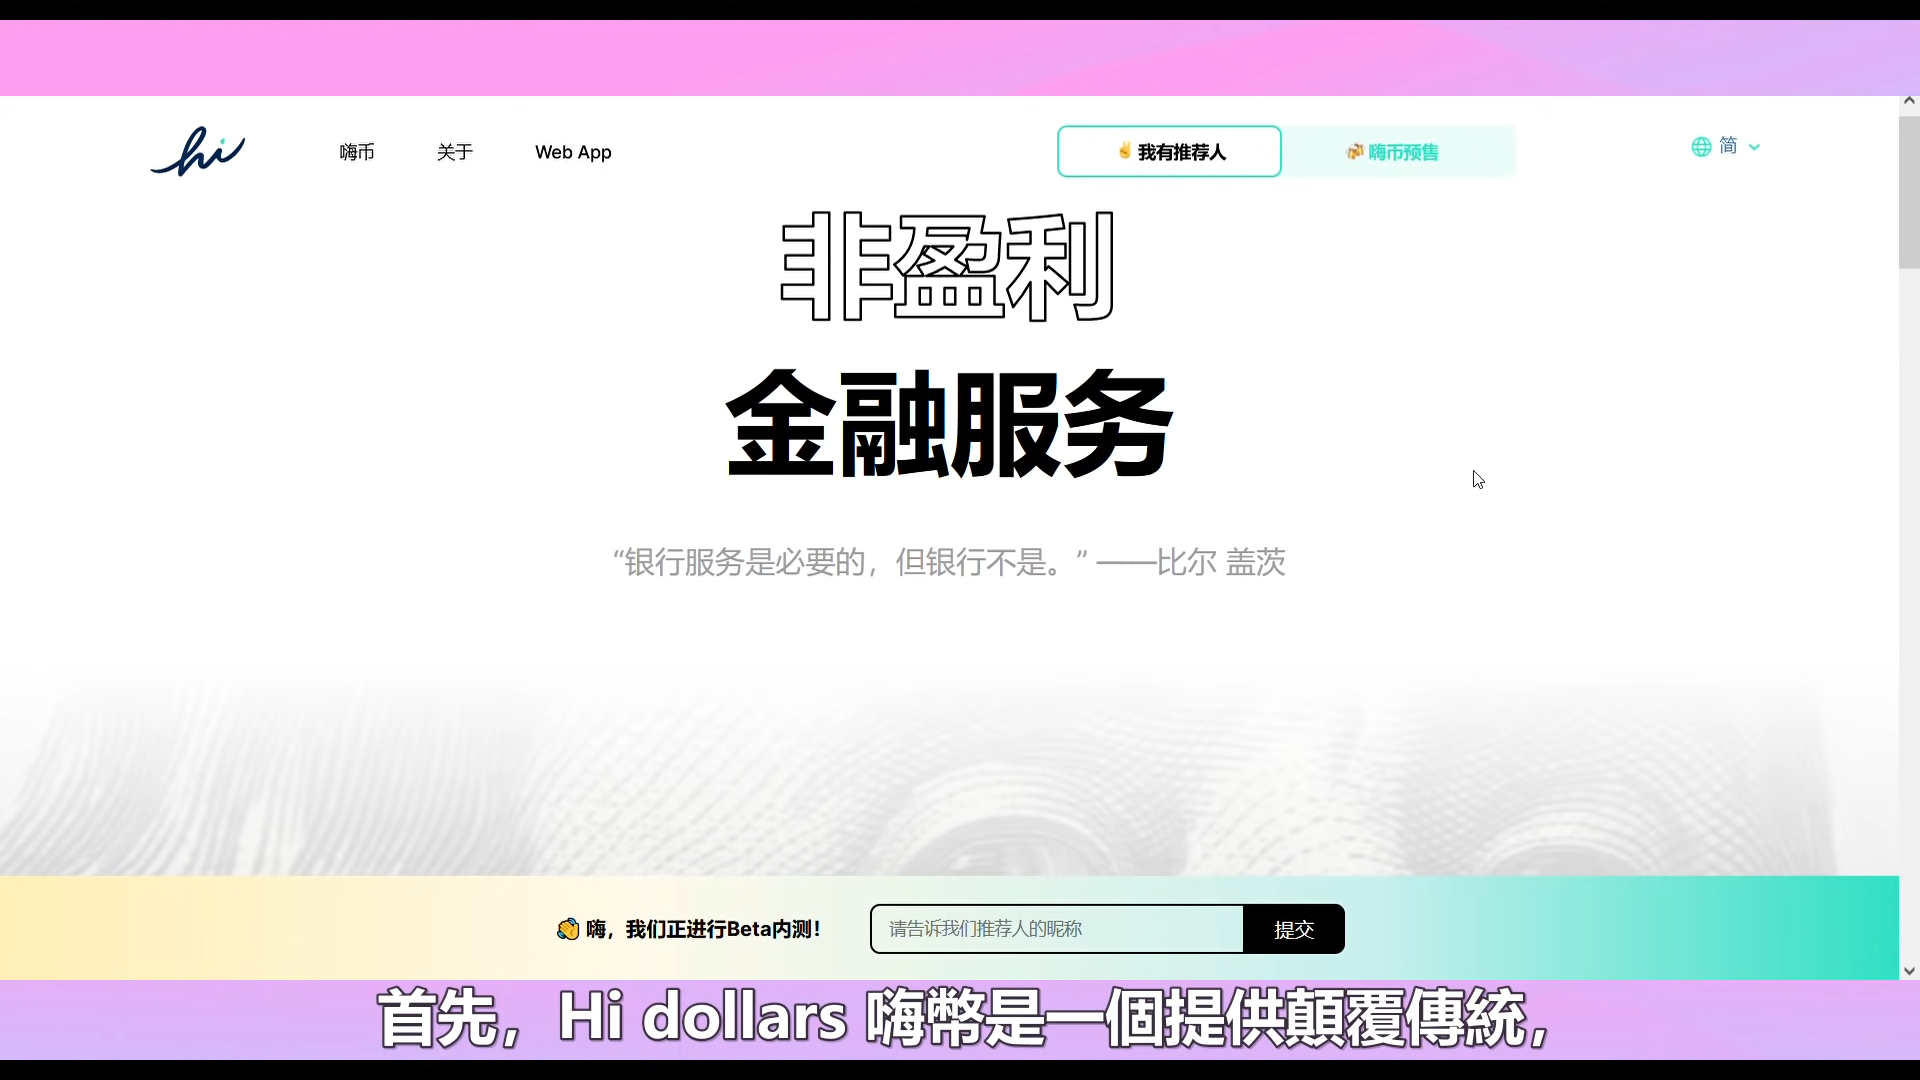 hi
嗨币
关于
Web App
我有推荐人
嗨币预售
简
非盈利
金融服务
“银行服务是必要的，但银行不是。” ——比尔 盖茨
嗨，我们正进行Beta内测！
请告诉我们推荐人的昵称
提交
首先，Hi dollars 嗨幣是一個提供顛覆傳統，